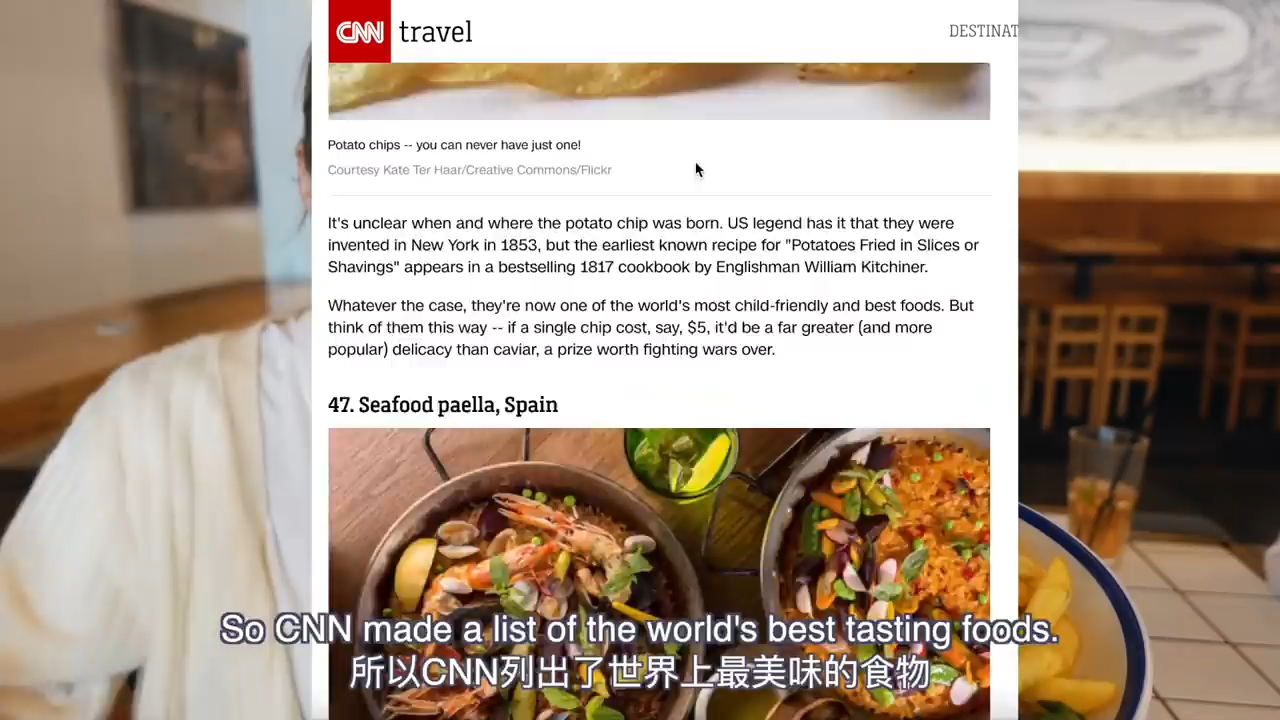 CNN travel
DESTINAT
Potato chips -- you can never have just one!
Courtesy Kate Ter Haar/Creative Commons/Flickr
It's unclear when and where the potato chip was born. US legend has it that they were
invented in New York in 1853, but the earliest known recipe for "Potatoes Fried in Slices or
Shavings" appears in a bestselling 1817 cookbook by Englishman William Kitchiner.
Whatever the case, they're now one of the world's most child-friendly and best foods. But
think of them this way -- if a single chip cost, say, $5, it'd be a far greater (and more
popular) delicacy than caviar, a prize worth fighting wars over.
47. Seafood paella, Spain
So CNN made a list of the world's best tasting foods.
所以CNN列出了世界上最美味的食物